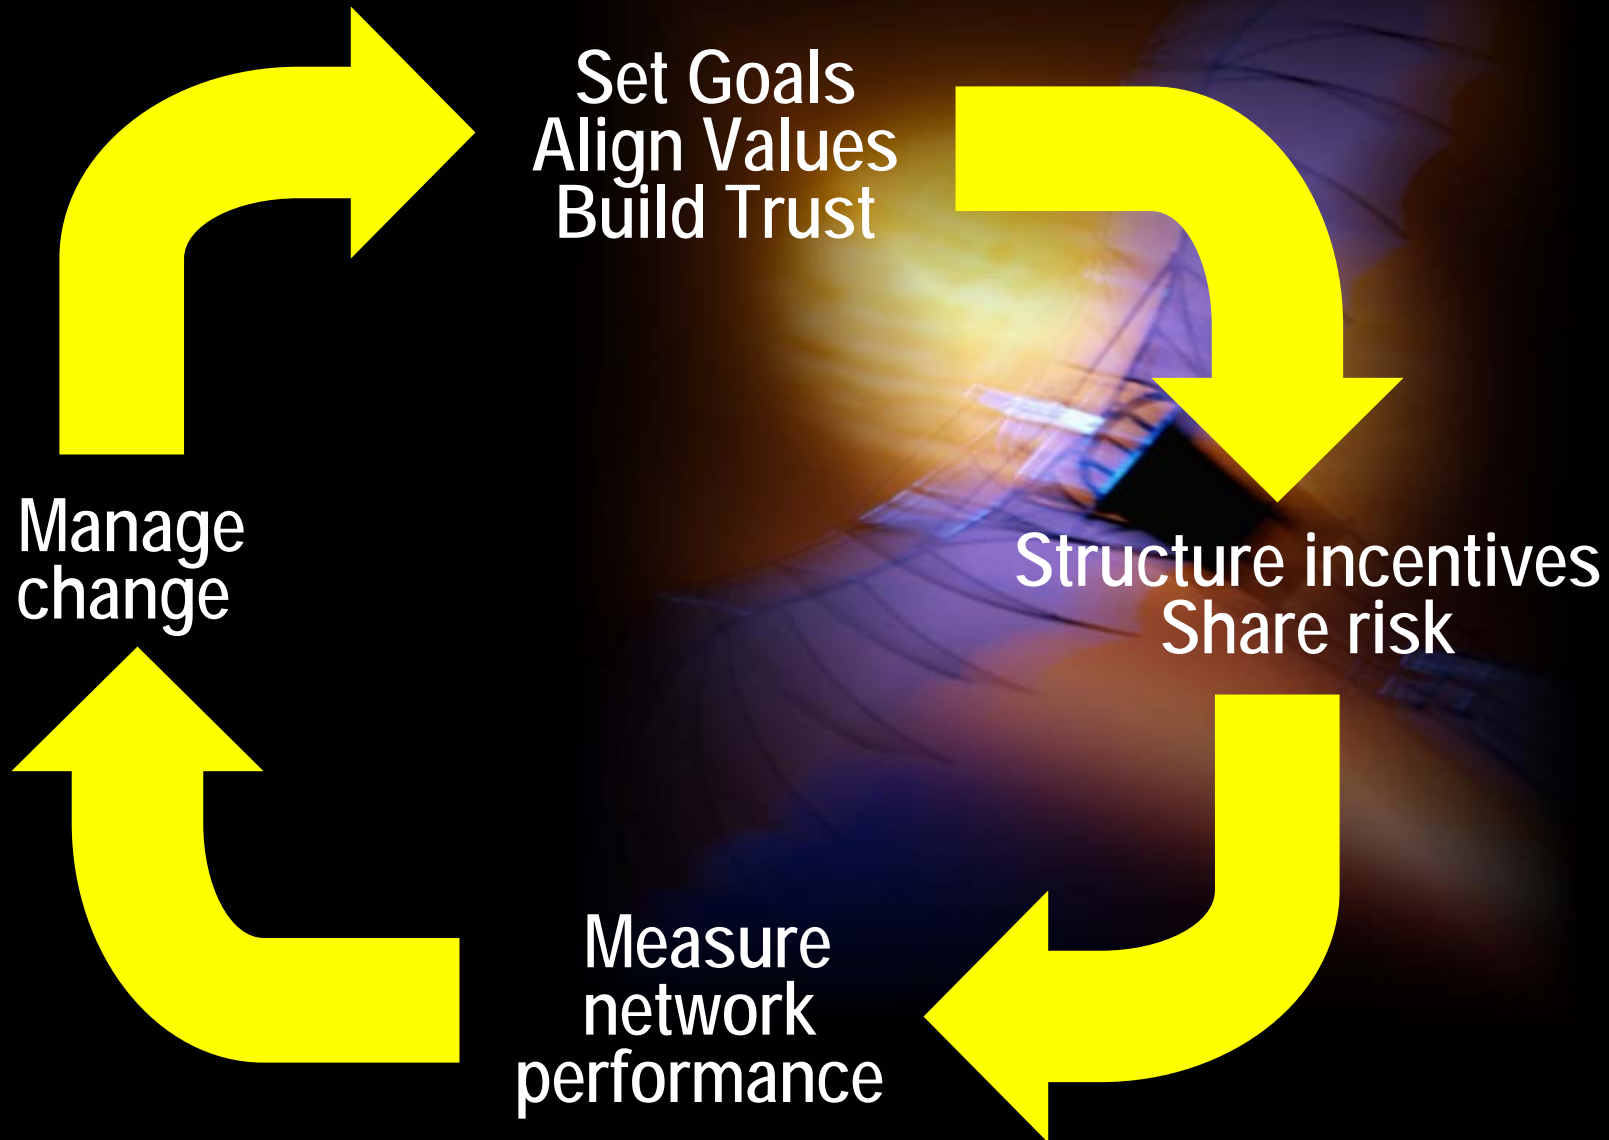 Set Goals
Align Values
Build Trust
Structure incentives
Share risk
Measure
network
performance
Manage
change